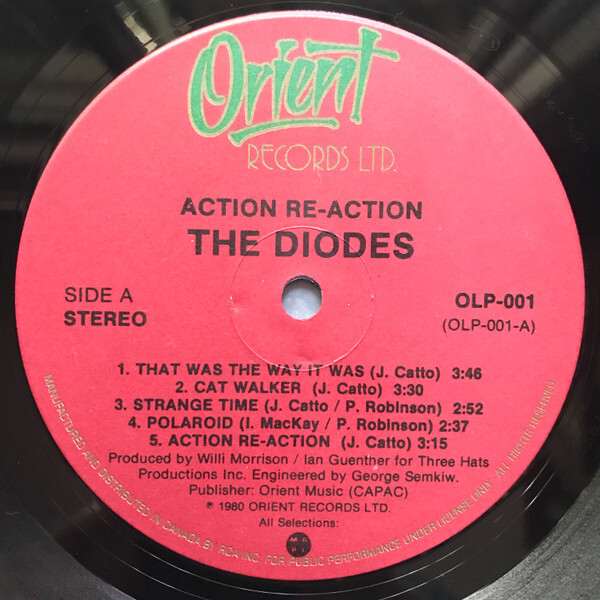 Orient
RECORDS LTD.
ACTION RE-ACTION
THE DIODES
SIDE A
STEREO
OLP-001
(OLP-001-A)
1. THAT WAS THE WAY IT WAS (J. Catto) 3:46
2. CAT WALKER (J. Catto) 3:30
3. STRANGE TIME (J. Catto / P. Robinson) 2:52
4. POLAROID (I. MacKay / P. Robinson) 2:37
5. ACTION RE-ACTION (J. Catto) 3:15
Produced by Willi Morrison / Ian Guenther for Three Hats
Productions Inc. Engineered by George Semkiw.
Publisher: Orient Music (CAPAC)
℗ 1980 ORIENT RECORDS LTD.
All Selections:
MAPL
MANUFACTURED AND DISTRIBUTED IN CANADA BY RCA INC. FOR PUBLIC PERFORMANCE UNDER LICENSE ONLY · ALL RIGHTS RESERVED